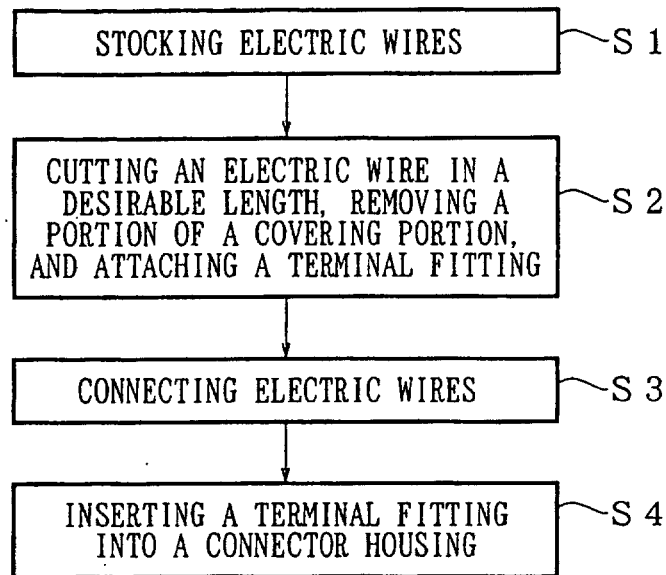 STOCKING ELECTRIC WIRES
S 1
CUTTING AN ELECTRIC WIRE IN A
DESIRABLE LENGTH, REMOVING A
PORTION OF A COVERING PORTION,
AND ATTACHING A TERMINAL FITTING
S 2
CONNECTING ELECTRIC WIRES
S 3
INSERTING A TERMINAL FITTING
INTO A CONNECTOR HOUSING
S 4